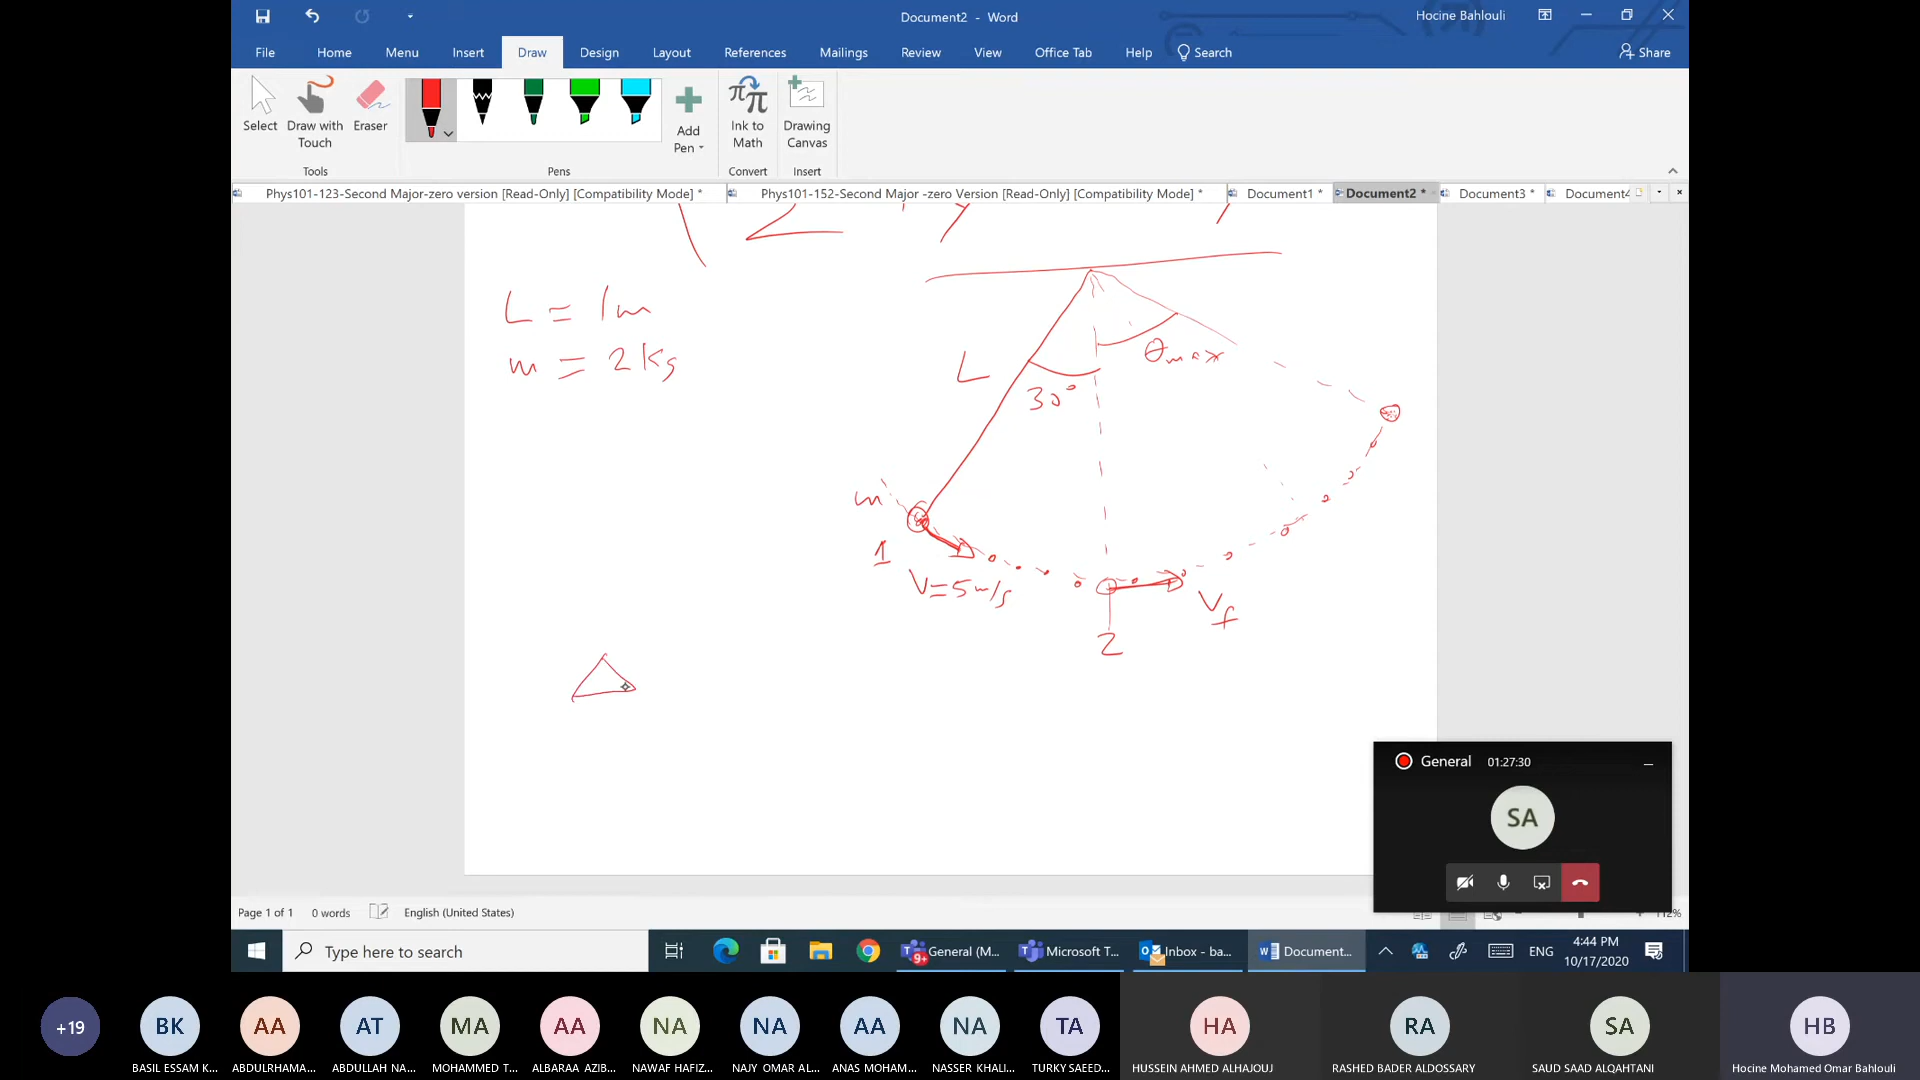 Document2 - Word
Hocine Bahlouli
File Home Menu Insert Draw Design Layout References Mailings Review View Office Tab Help Search Share
Select
Draw with Touch
Eraser
Add Pen
Ink to Math
Drawing Canvas
Tools Pens Convert Insert
Phys101-123-Second Major-zero version [Read-Only] [Compatibility Mode] *
Phys101-152-Second Major -zero Version [Read-Only] [Compatibility Mode] *
Document1 *
Document2 *
Document3 *
Document4
L = 1m
m = 2 Kg
L
30°
θmax
m
1
V = 5 m/s
Vf
2
General 01:27:30
SA
Page 1 of 1 0 words English (United States)
Type here to search
9+
General (M...
Microsoft T...
Inbox - ba...
Document...
ENG
4:44 PM
10/17/2020
+19
BK AA AT MA AA NA NA AA NA TA HA RA SA HB
BASIL ESSAM K... ABDULRHAMA... ABDULLAH NA... MOHAMMED T... ALBARAA AZIB... NAWAF HAFIZ... NAJY OMAR AL... ANAS MOHAM... NASSER KHALI... TURKY SAEED... HUSSEIN AHMED ALHAJOUJ RASHED BADER ALDOSSARY SAUD SAAD ALQAHTANI Hocine Mohamed Omar Bahlouli